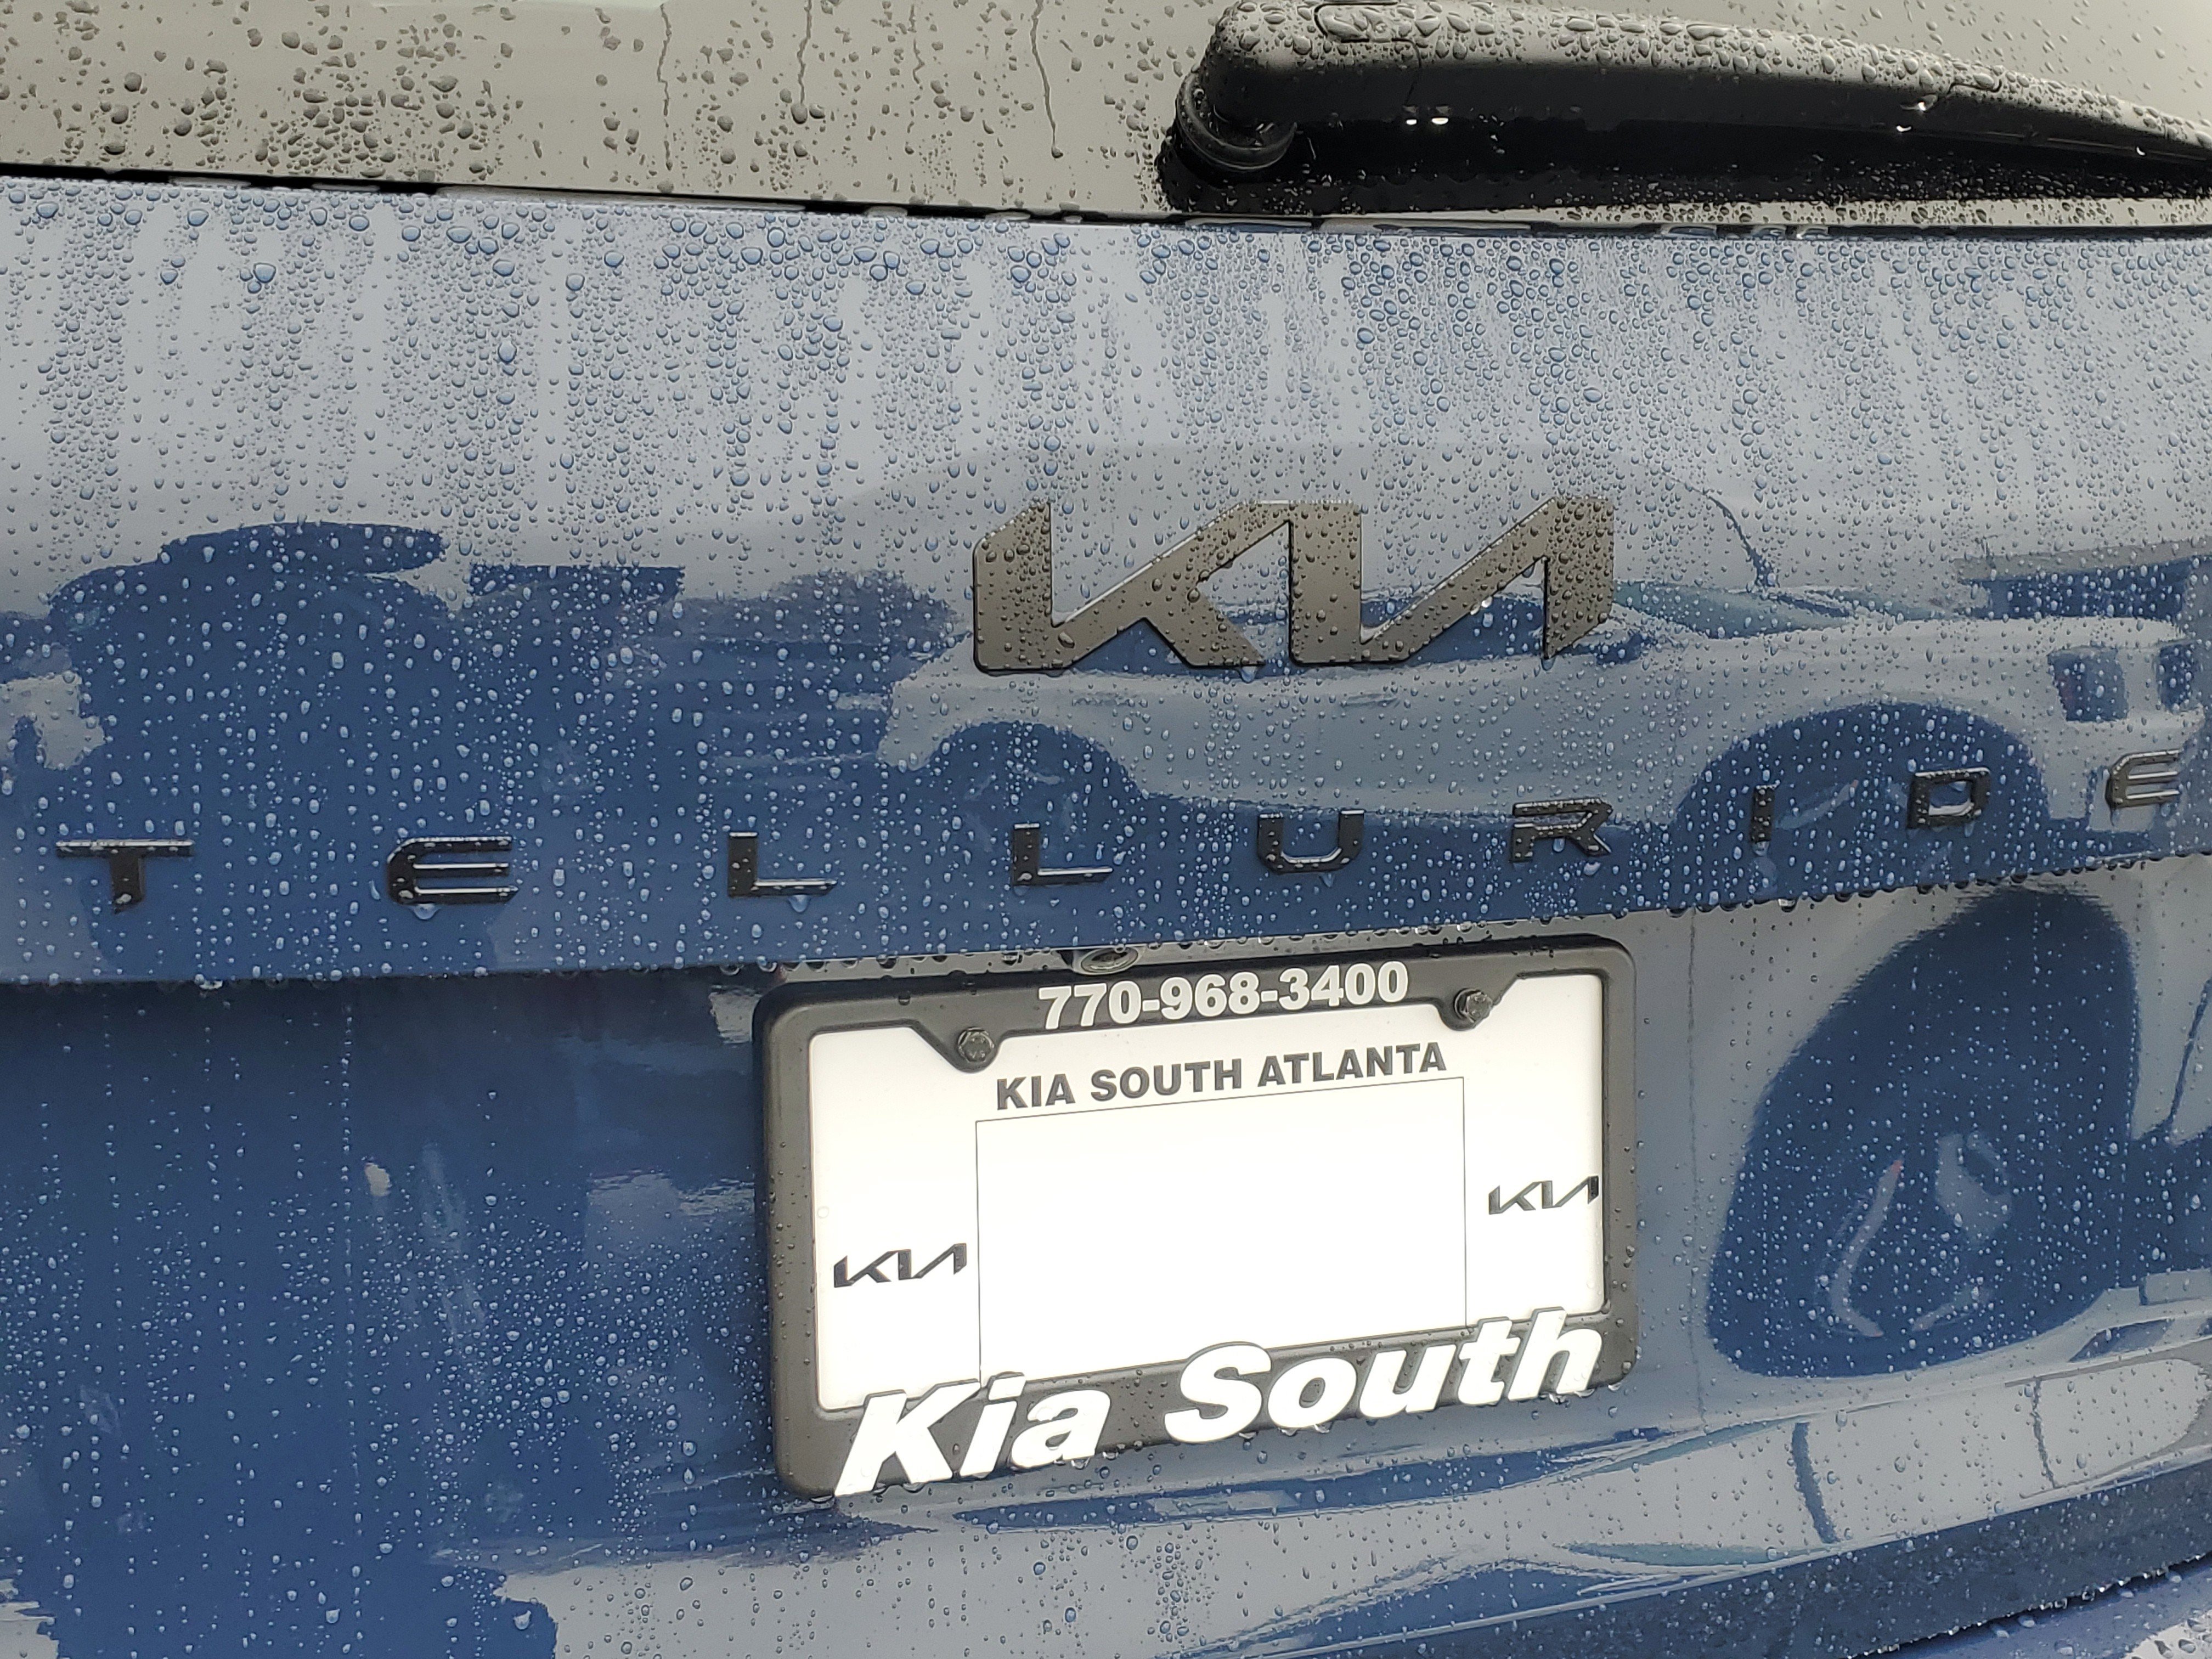 KIA
TELLURIDE
770-968-3400
KIA SOUTH ATLANTA
KIA
KIA
Kia South